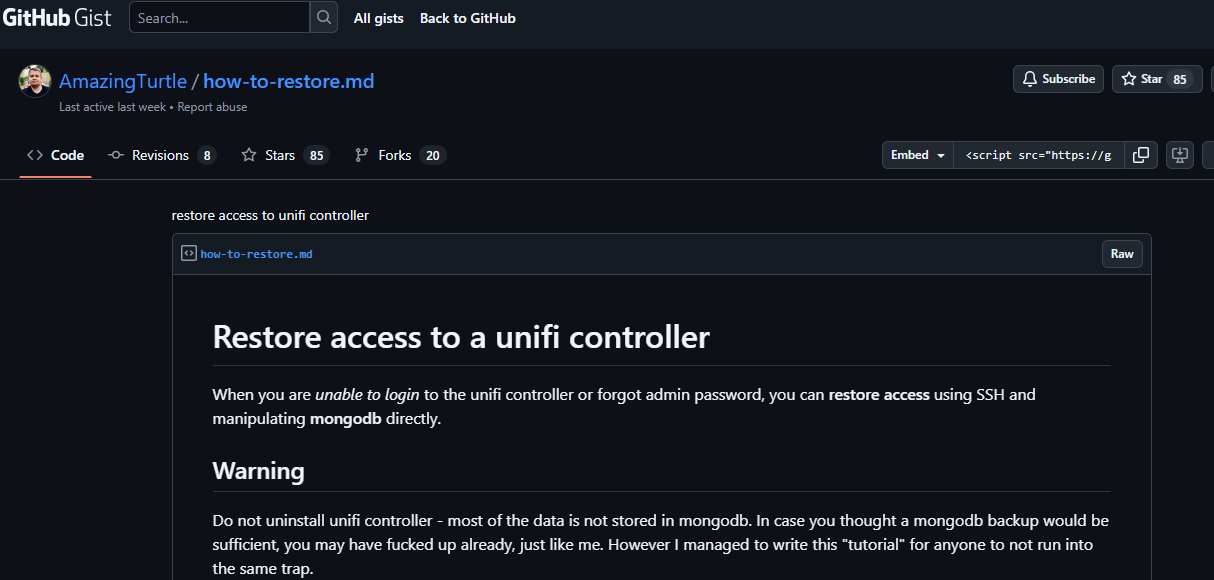 GitHub Gist Search... All gists Back to GitHub
AmazingTurtle / how-to-restore.md Subscribe Star 85
Last active last week • Report abuse
<> Code Revisions 8 Stars 85 Forks 20 Embed <script src="https://g
restore access to unifi controller
how-to-restore.md Raw
Restore access to a unifi controller
When you are unable to login to the unifi controller or forgot admin password, you can restore access using SSH and
manipulating mongodb directly.
Warning
Do not uninstall unifi controller - most of the data is not stored in mongodb. In case you thought a mongodb backup would be
sufficient, you may have fucked up already, just like me. However I managed to write this "tutorial" for anyone to not run into
the same trap.